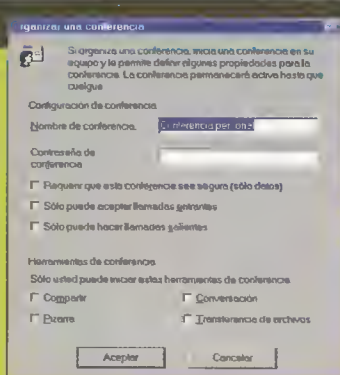 rganizar una conferencia
Si organiza una conferencia, inicia una conferencia en su
equipo y le permite definir algunas propiedades para la
conferencia. La conferencia permanecerá activa hasta que
cuelgue
Configuración de conferencia
Nombre de conferencia:
Conferencia personal
Contraseña de
conferencia
Requerir que esta conferencia sea segura (sólo datos)
Sólo puede aceptar llamadas entrantes
Sólo puede hacer llamadas salientes
Herramientas de conferencia
Sólo usted puede iniciar estas herramientas de conferencia
Compartir
Conversación
Pizarra
Transferencia de archivos
Aceptar
Cancelar